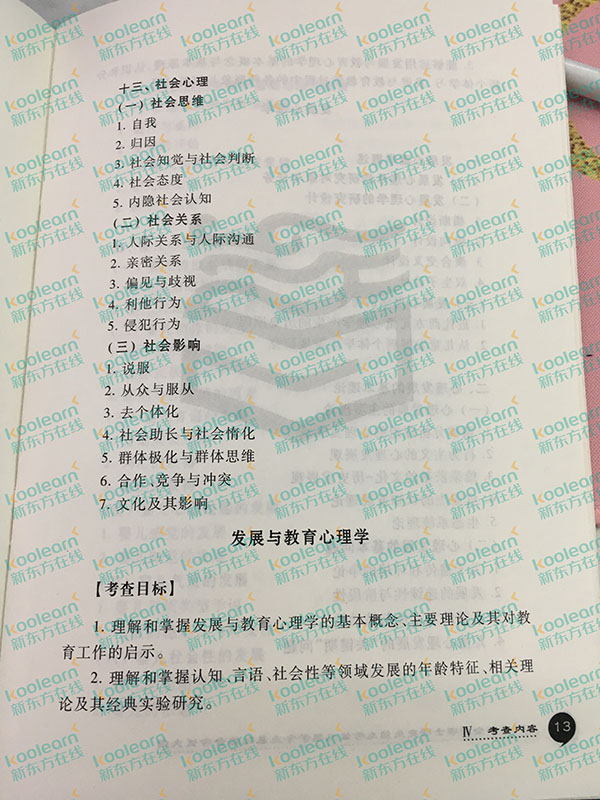 十三、社会心理
(一)社会思维
1. 自我
2. 归因
3. 社会知觉与社会判断
4. 社会态度
5. 内隐社会认知
(二)社会关系
1. 人际关系与人际沟通
2. 亲密关系
3. 偏见与歧视
4. 利他行为
5. 侵犯行为
(三)社会影响
1. 说服
2. 从众与服从
3. 去个体化
4. 社会助长与社会惰化
5. 群体极化与群体思维
6. 合作、竞争与冲突
7. 文化及其影响
发展与教育心理学
【考查目标】
1. 理解和掌握发展与教育心理学的基本概念、主要理论及其对教
育工作的启示。
2. 理解和掌握认知、言语、社会性等领域发展的年龄特征、相关理
论及其经典实验研究。
Ⅳ 考查内容 13
koolearn
新东方在线